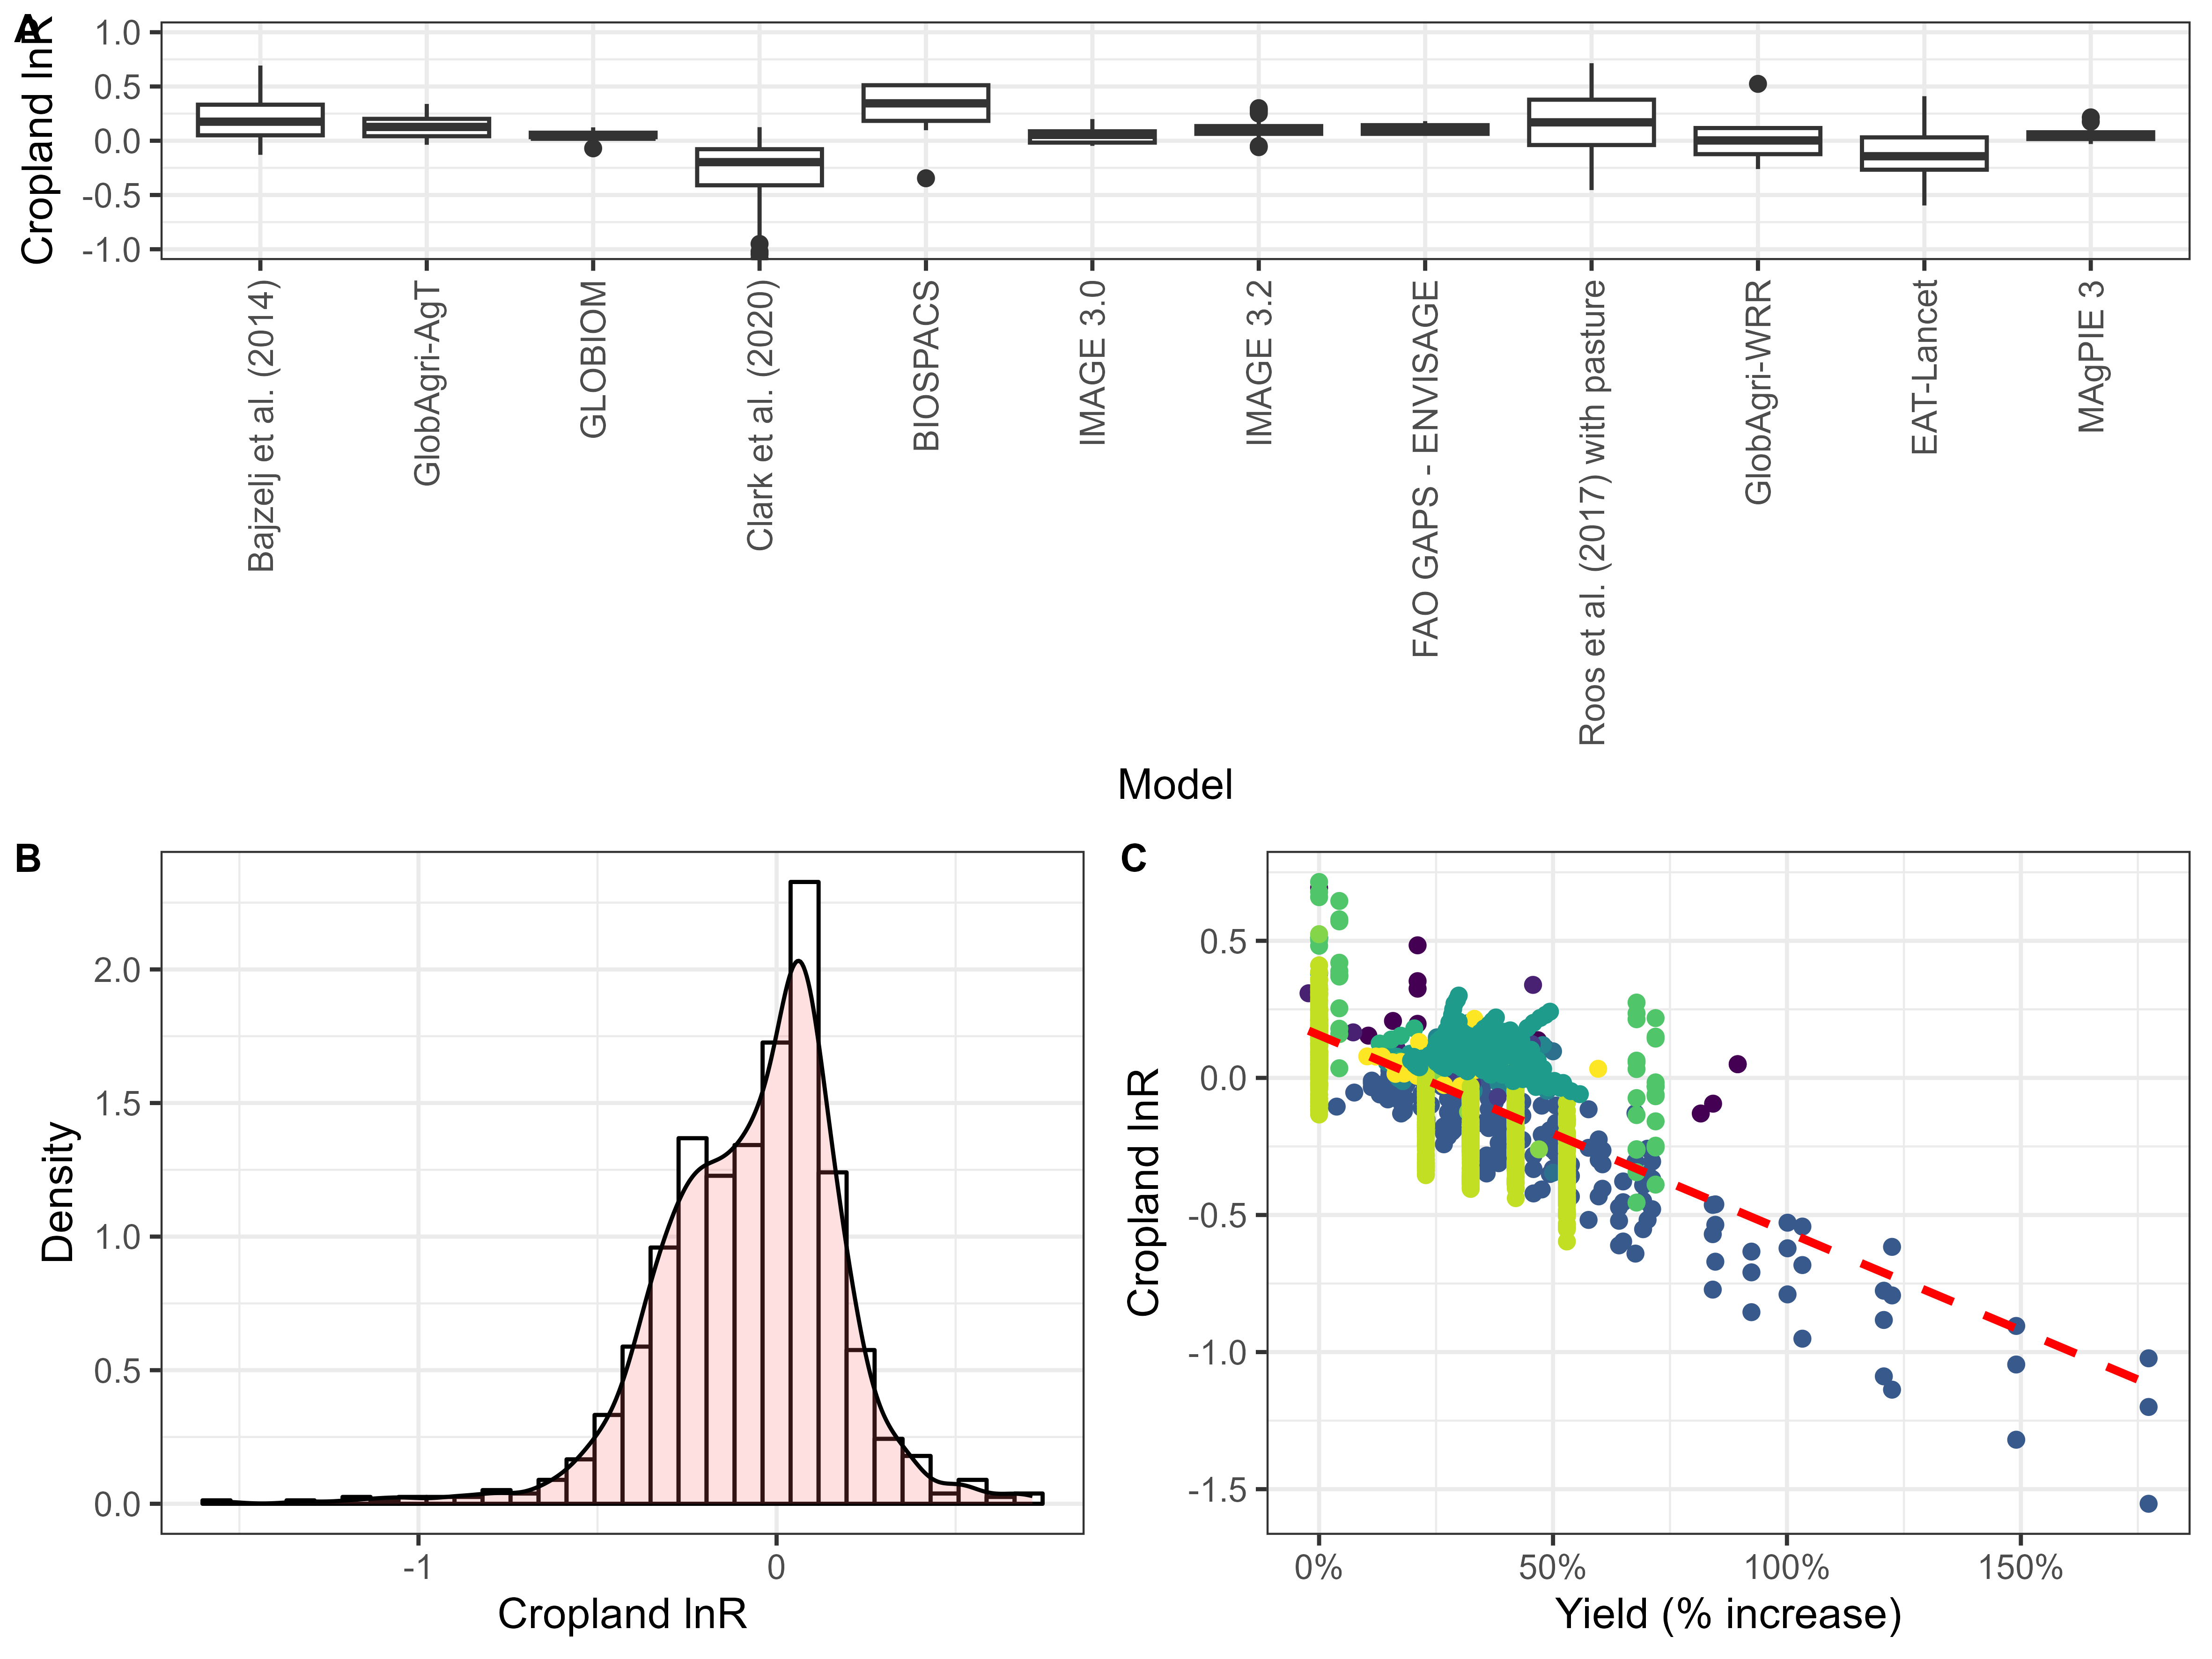 A
Cropland lnR
1.0
0.5
0.0
-0.5
-1.0
Bajzelj et al. (2014)
GlobAgri-AgT
GLOBIOM
Clark et al. (2020)
BIOSPACS
IMAGE 3.0
IMAGE 3.2
FAO GAPS - ENVISAGE
Roos et al. (2017) with pasture
GlobAgri-WRR
EAT-Lancet
MAgPIE 3
Model
B
Density
2.0
1.5
1.0
0.5
0.0
-1
0
Cropland lnR
C
Cropland lnR
0.5
0.0
-0.5
-1.0
-1.5
0%
50%
100%
150%
Yield (% increase)